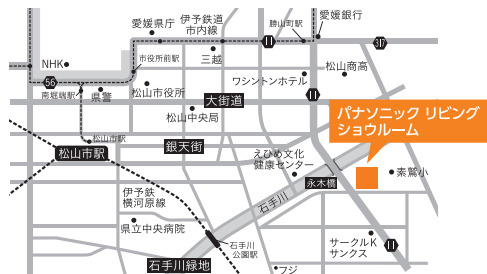 愛媛県庁
伊予鉄道
市内線
勝山町駅
愛媛銀行
11
317
NHK
市役所前駅
三越
56
南堀端駅
県警
松山市役所
ワシントンホテル
松山商高
11
大街道
松山中央局
パナソニック リビング
ショウルーム
松山市駅
松山市駅
銀天街
えひめ文化
健康センター
永木橋
素鵞小
伊予鉄
横河原線
石手川
県立中央病院
石手川
公園駅
サークルK
サンクス
11
石手川緑地
フジ